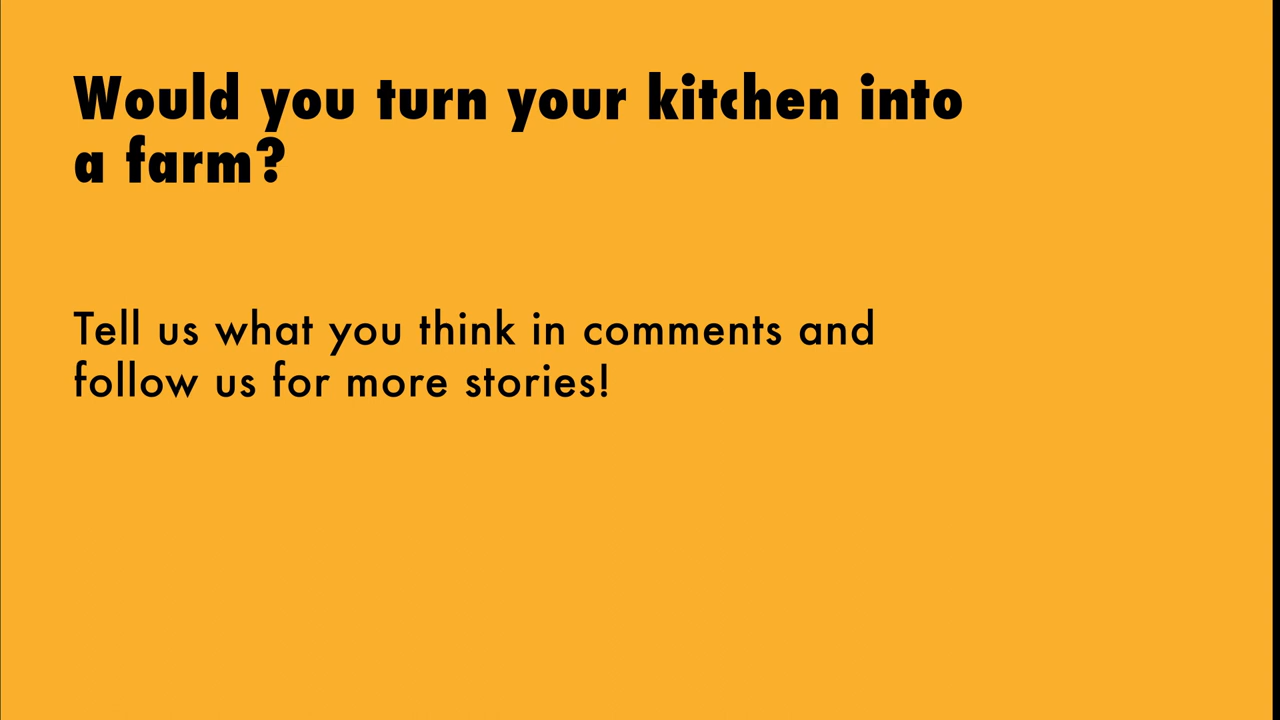 Would you turn your kitchen into
a farm?
Tell us what you think in comments and
follow us for more stories!